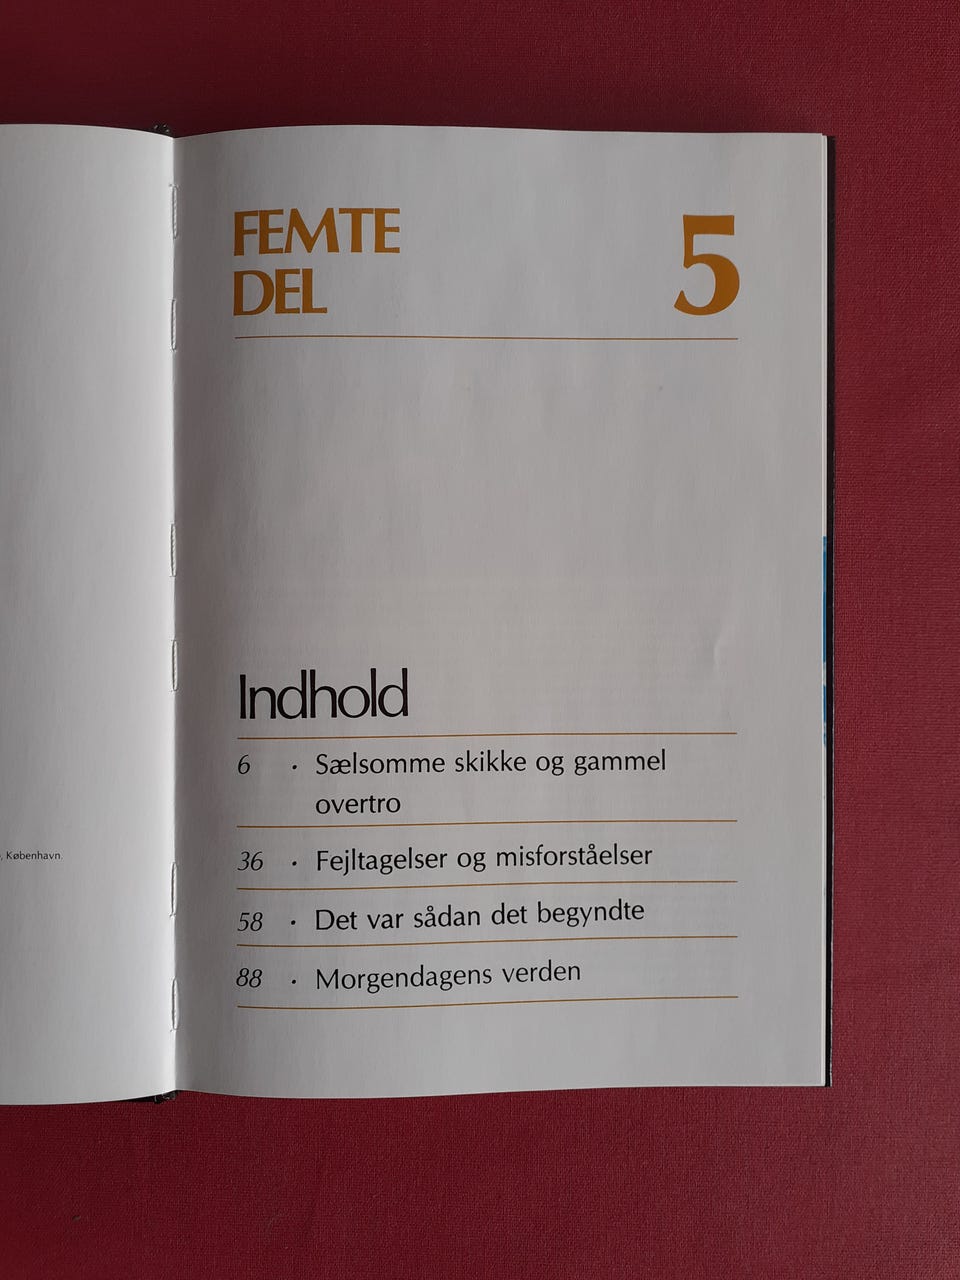 FEMTE
DEL
5
Indhold
6 · Sælsomme skikke og gammel
overtro
36 · Fejltagelser og misforståelser
58 · Det var sådan det begyndte
88 · Morgendagens verden
, København.